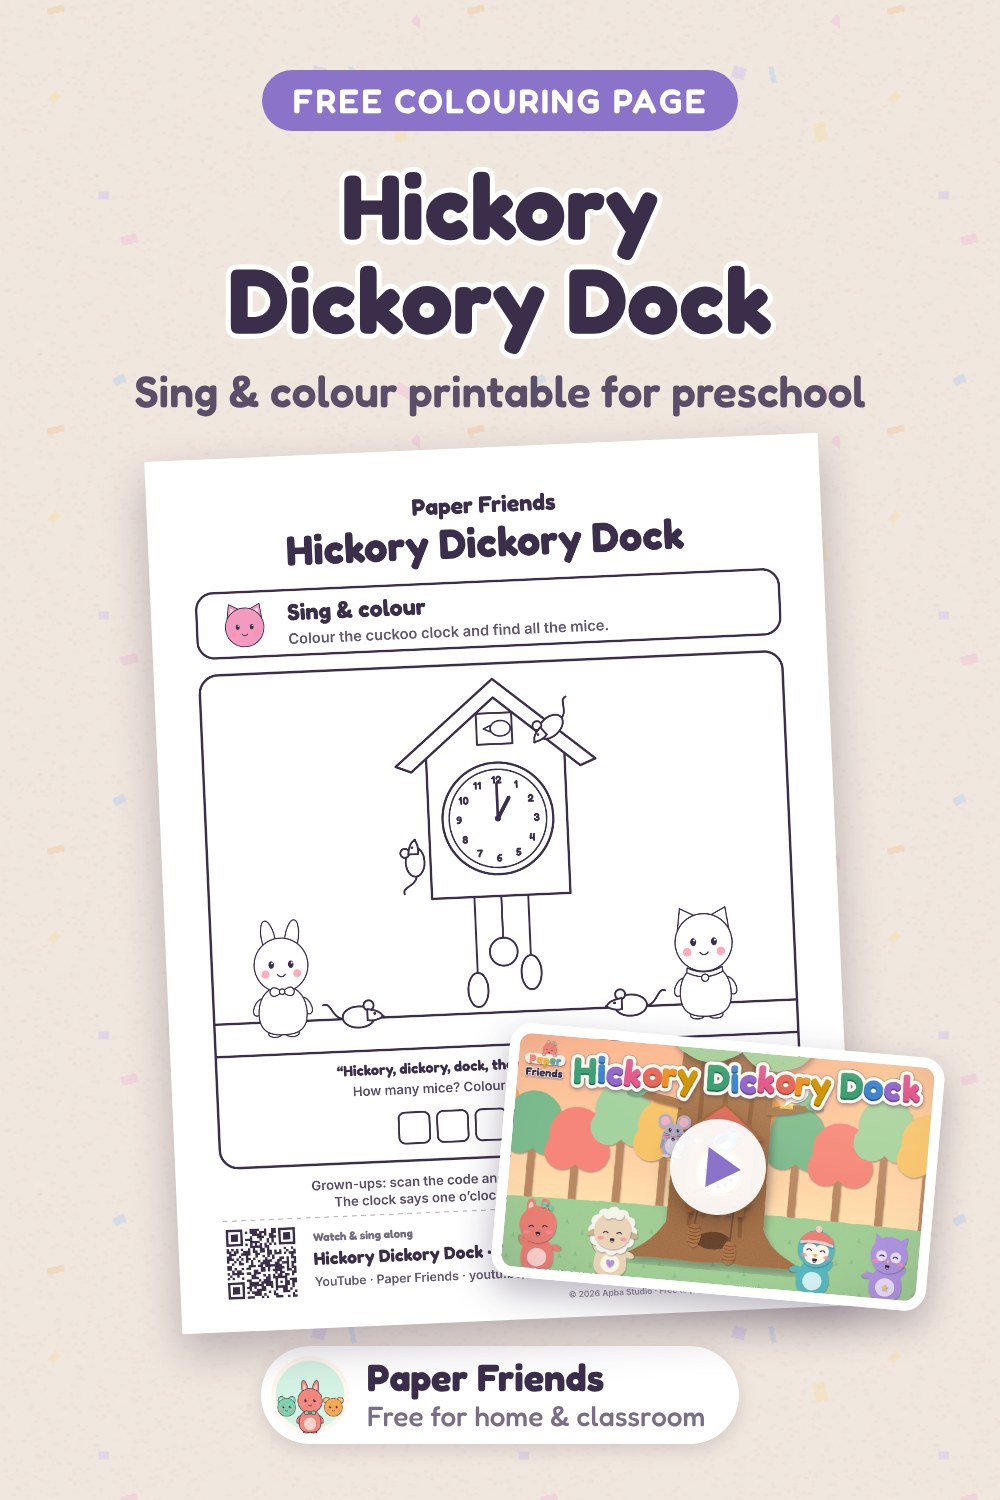 FREE COLOURING PAGE
Hickory
Dickory Dock
Sing & colour printable for preschool
Paper Friends
Hickory Dickory Dock
Sing & colour
Colour the cuckoo clock and find all the mice.
12
11 1
10 2
9 3
8 4
7 5
6
"Hickory, dickory, dock, the
How many mice? Colour
Grown-ups: scan the code and
The clock says one o'cloc
Watch & sing along
Hickory Dickory Dock ·
YouTube · Paper Friends ·
© 2026 Apba Studio ·
Paper
Friends
Hickory Dickory Dock
Paper Friends
Free for home & classroom